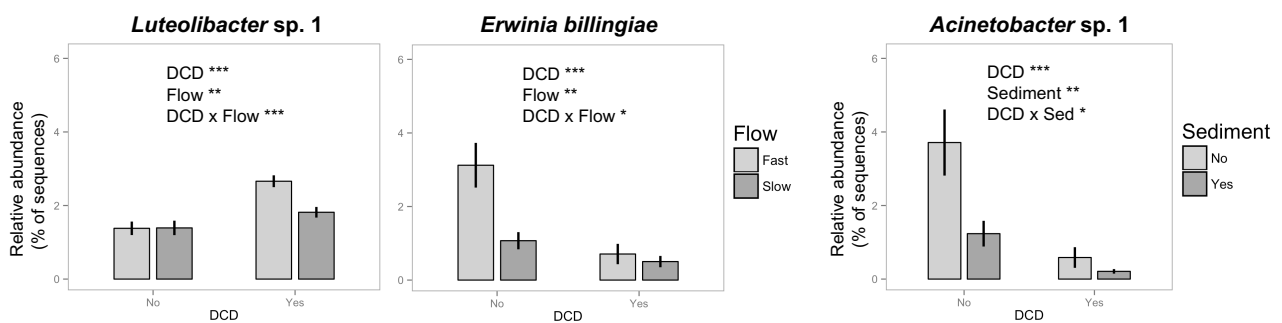 Luteolibacter sp. 1
Relative abundance
(% of sequences)
6
4
2
0
DCD ***
Flow **
DCD x Flow ***
No
Yes
DCD
Erwinia billingiae
6
4
2
0
DCD ***
Flow **
DCD x Flow *
No
Yes
DCD
Flow
Fast
Slow
Acinetobacter sp. 1
Relative abundance
(% of sequences)
6
4
2
0
DCD ***
Sediment **
DCD x Sed *
No
Yes
DCD
Sediment
No
Yes